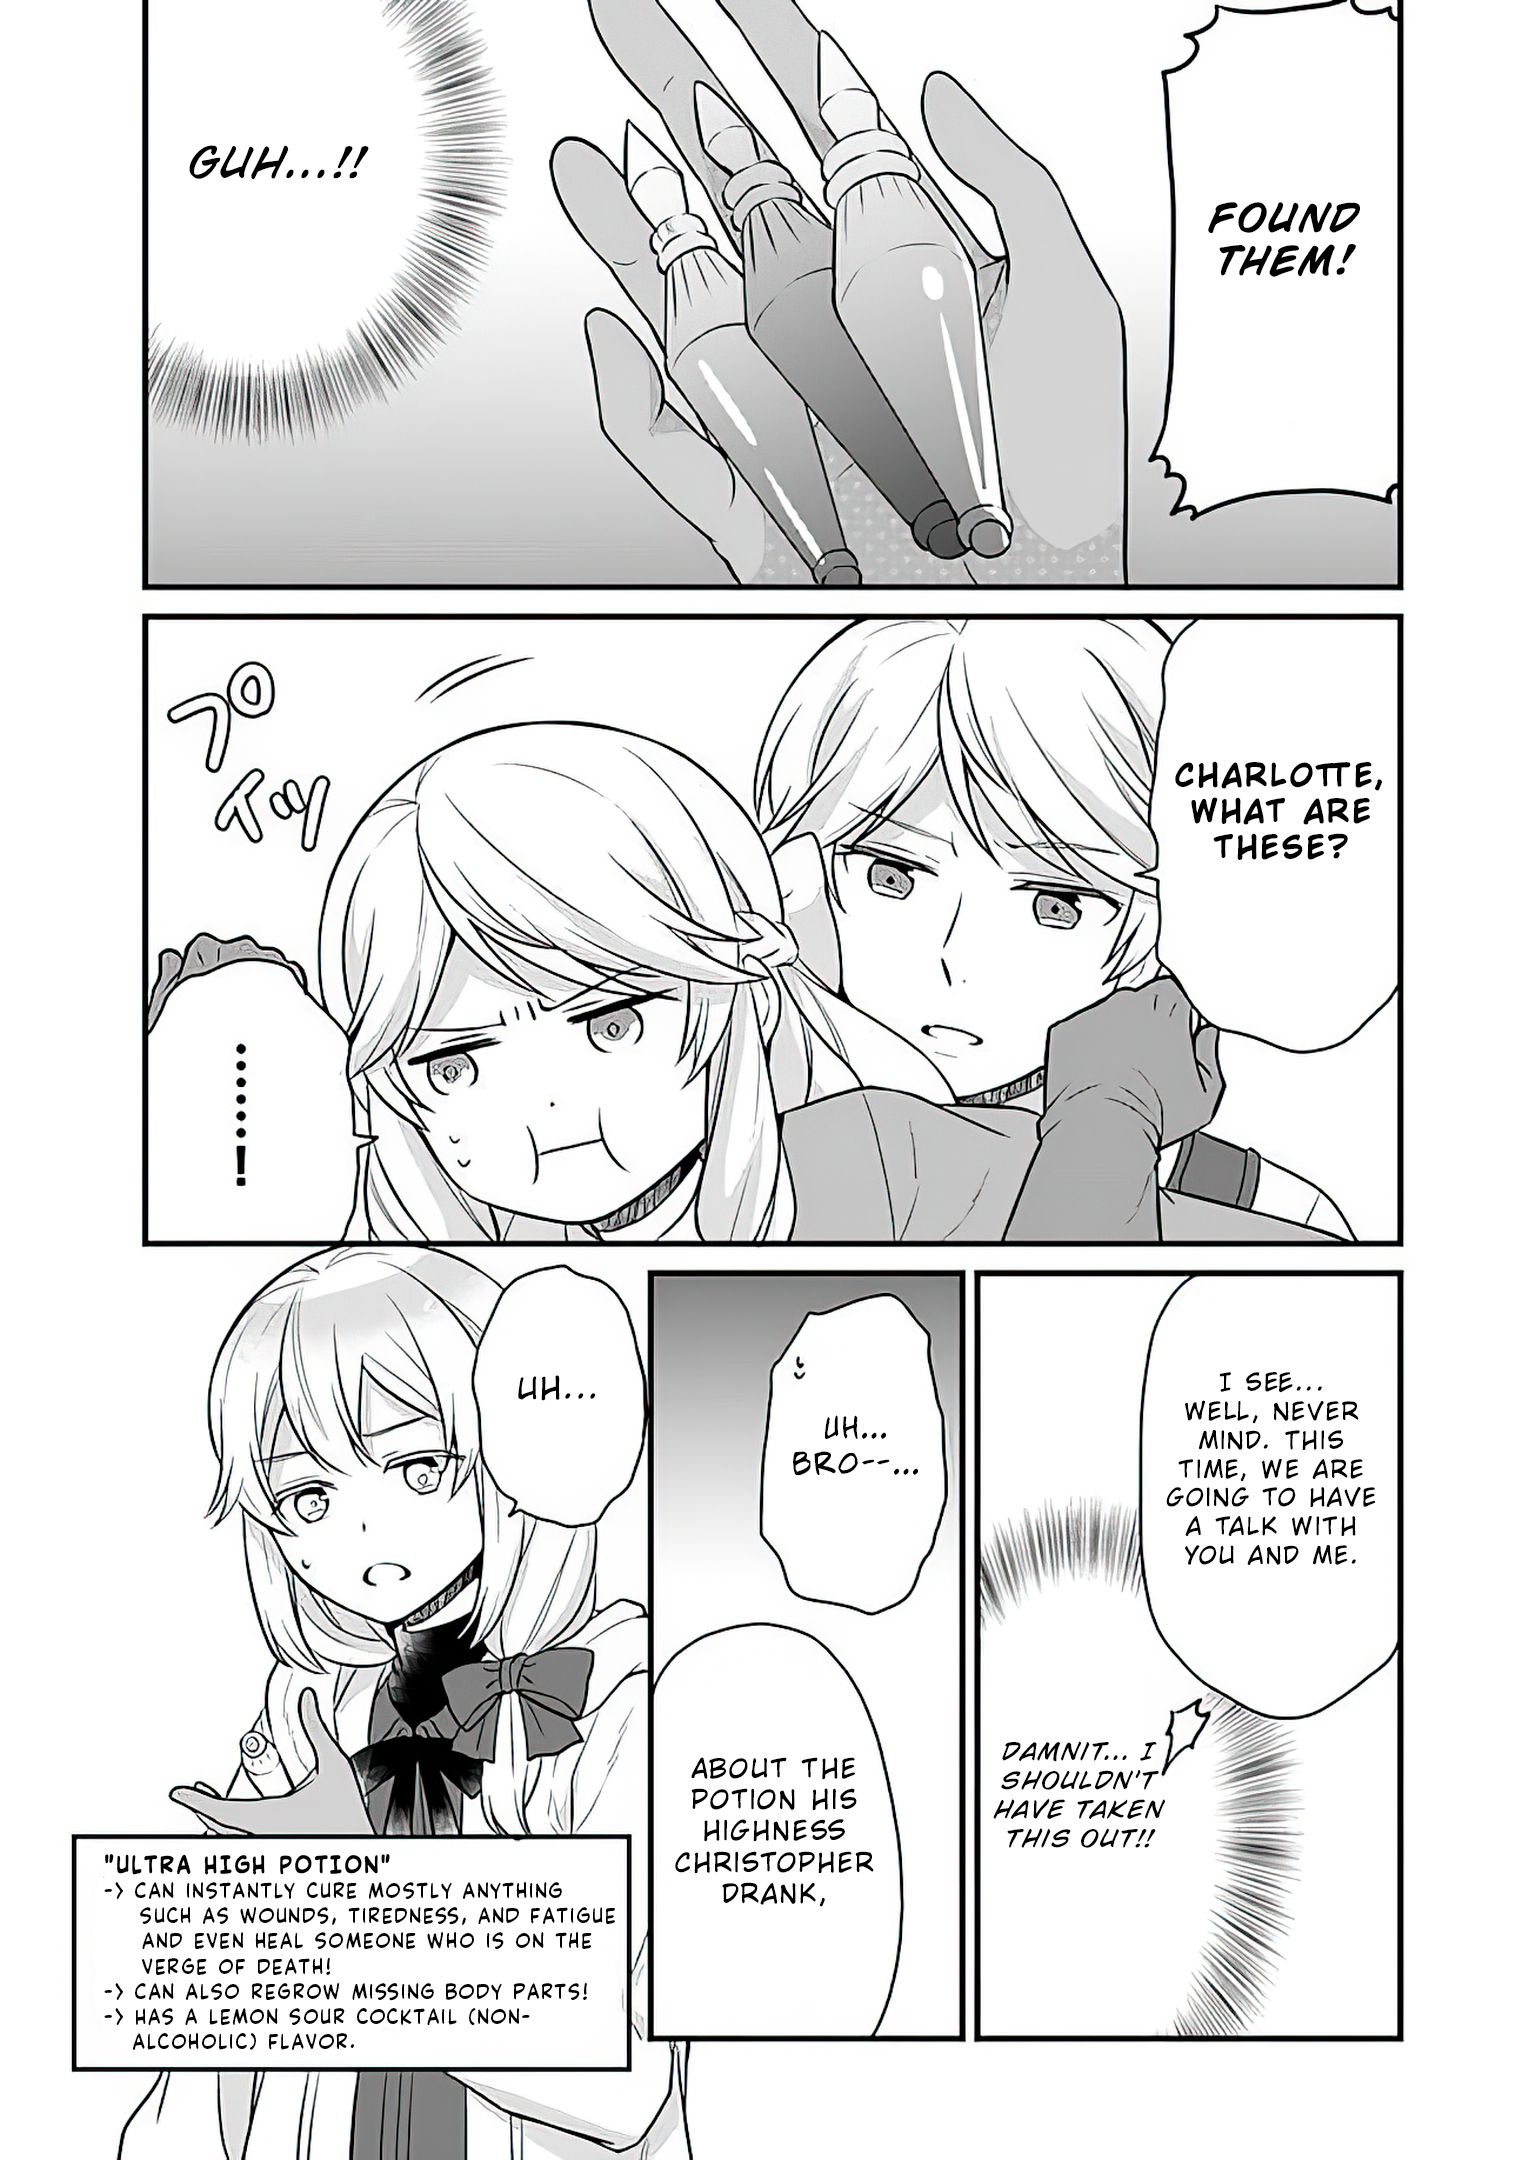 FOUND
THEM!
GUH...!!
CHARLOTTE,
WHAT ARE
THESE?
プイッ
.......!
I SEE...
WELL, NEVER
MIND. THIS
TIME, WE ARE
GOING TO HAVE
A TALK WITH
YOU AND ME.
DAMNIT... I
SHOULDN'T
HAVE TAKEN
THIS OUT!!
UH...
BRO--...
ABOUT THE
POTION HIS
HIGHNESS
CHRISTOPHER
DRANK,
UH...
"ULTRA HIGH POTION"
-> CAN INSTANTLY CURE MOSTLY ANYTHING
SUCH AS WOUNDS, TIREDNESS, AND FATIGUE
AND EVEN HEAL SOMEONE WHO IS ON THE
VERGE OF DEATH!
-> CAN ALSO REGROW MISSING BODY PARTS!
-> HAS A LEMON SOUR COCKTAIL (NON-
ALCOHOLIC) FLAVOR.